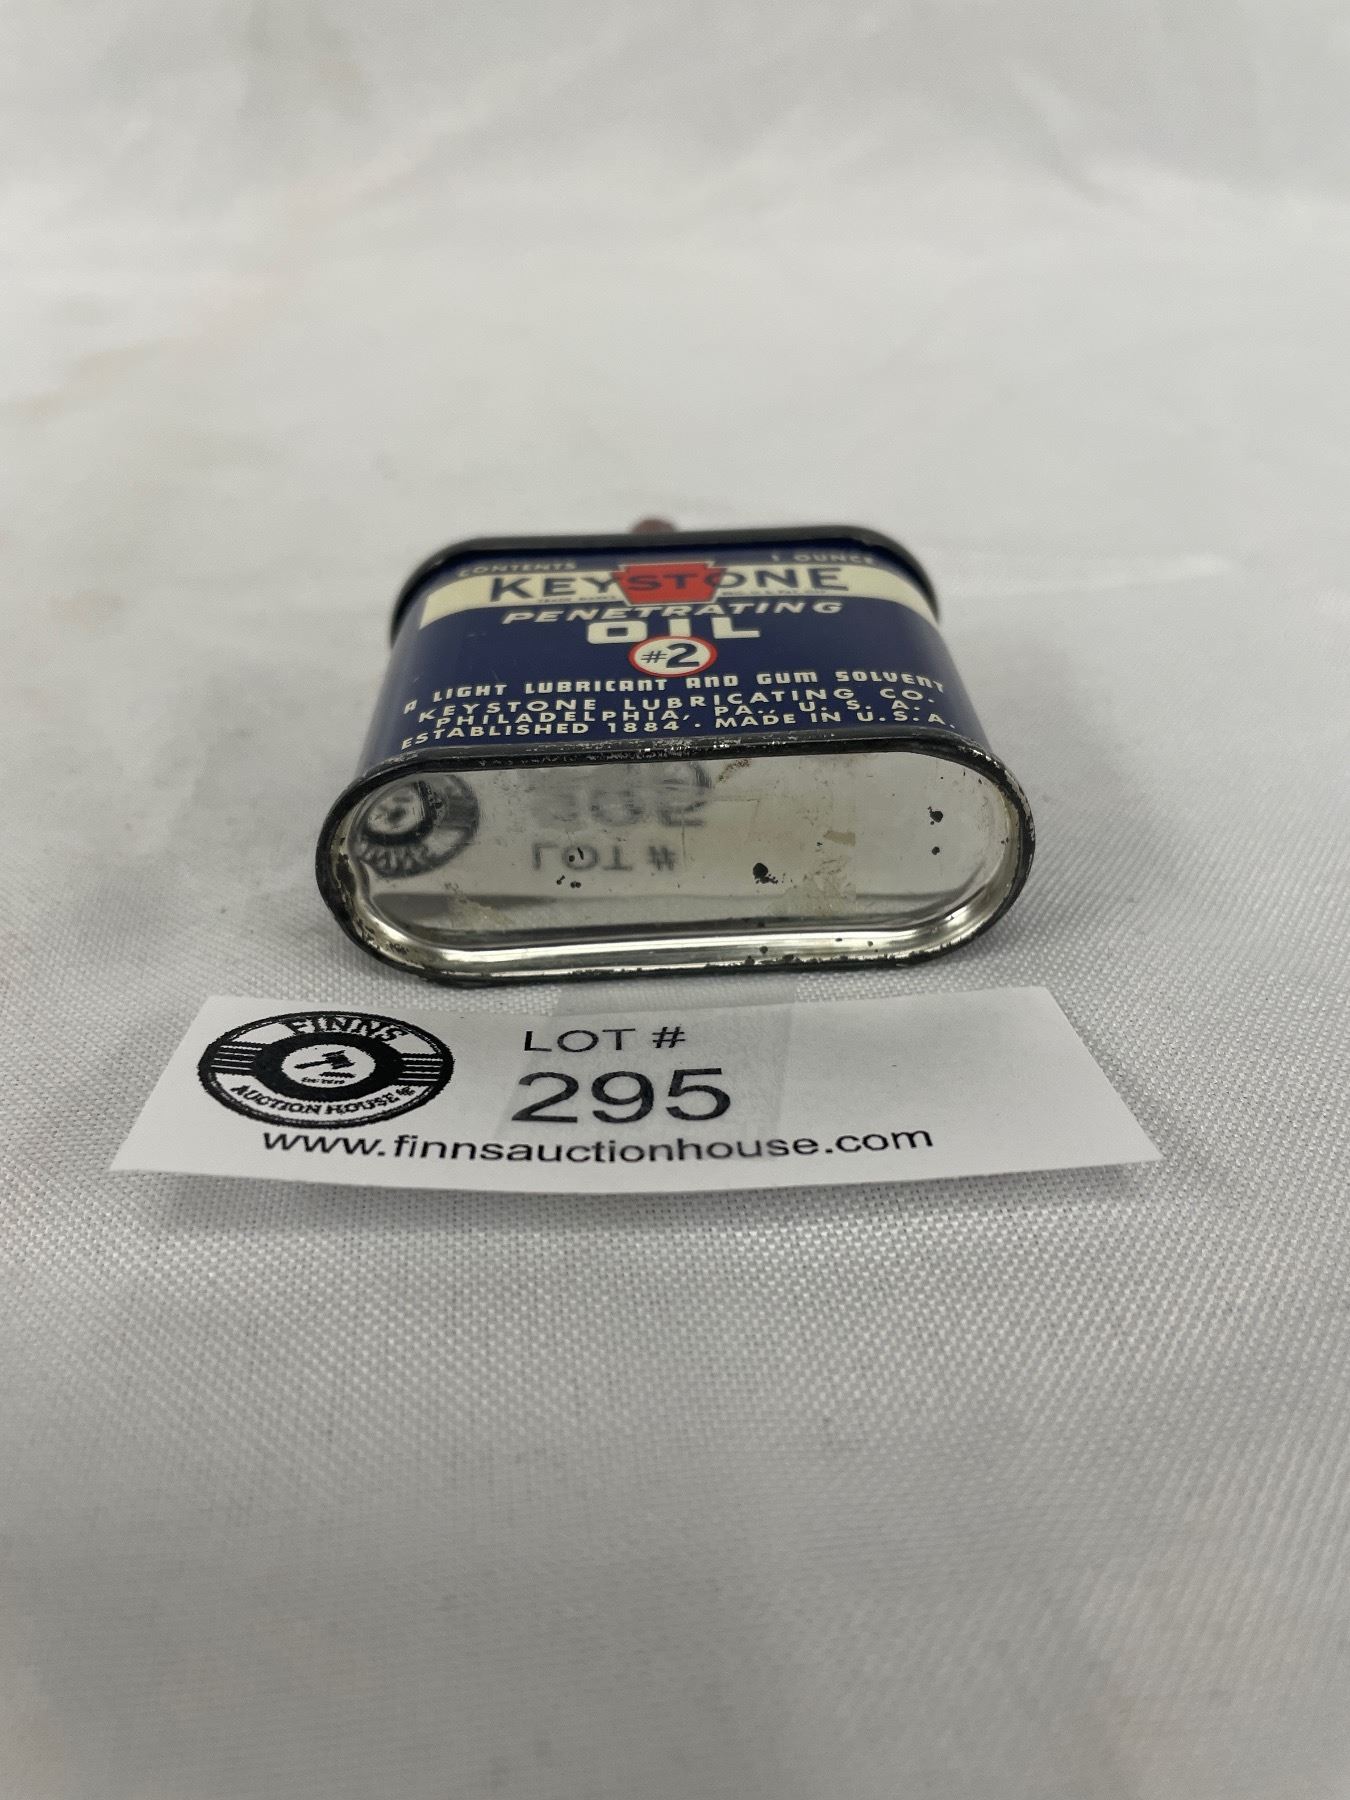 CONTENTS 1 OUNCE
KEYSTONE
PENETRATING
OIL
#2
A LIGHT LUBRICANT AND GUM SOLVENT
KEYSTONE LUBRICATING CO.
PHILADELPHIA, PA., U.S.A.
ESTABLISHED 1884 . MADE IN U.S.A.
LOT #
FINNS
AUCTION HOUSE
LOT #
295
www.finnsauctionhouse.com